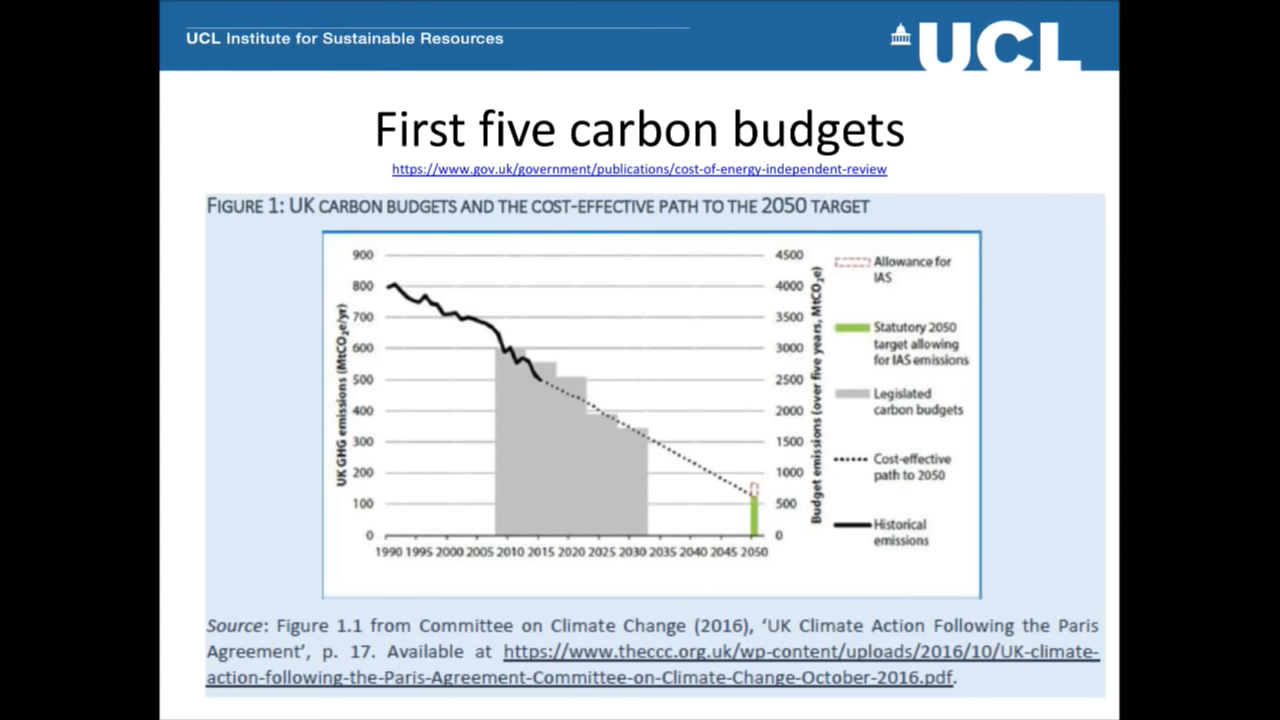 UCL Institute for Sustainable Resources
UCL
First five carbon budgets
https://www.gov.uk/government/publications/cost-of-energy-independent-review
FIGURE 1: UK CARBON BUDGETS AND THE COST-EFFECTIVE PATH TO THE 2050 TARGET
UK GHG emissions (MtCO₂e/yr)
900
800
700
600
500
400
300
200
100
0
1990 1995 2000 2005 2010 2015 2020 2025 2030 2035 2040 2045 2050
4500
4000
3500
3000
2500
2000
1500
1000
500
0
Budget emissions (over five years, MtCO₂e)
Allowance for
IAS
Statutory 2050
target allowing
for IAS emissions
Legislated
carbon budgets
Cost-effective
path to 2050
Historical
emissions
Source: Figure 1.1 from Committee on Climate Change (2016), ‘UK Climate Action Following the Paris
Agreement’, p. 17. Available at https://www.theccc.org.uk/wp-content/uploads/2016/10/UK-climate-
action-following-the-Paris-Agreement-Committee-on-Climate-Change-October-2016.pdf.